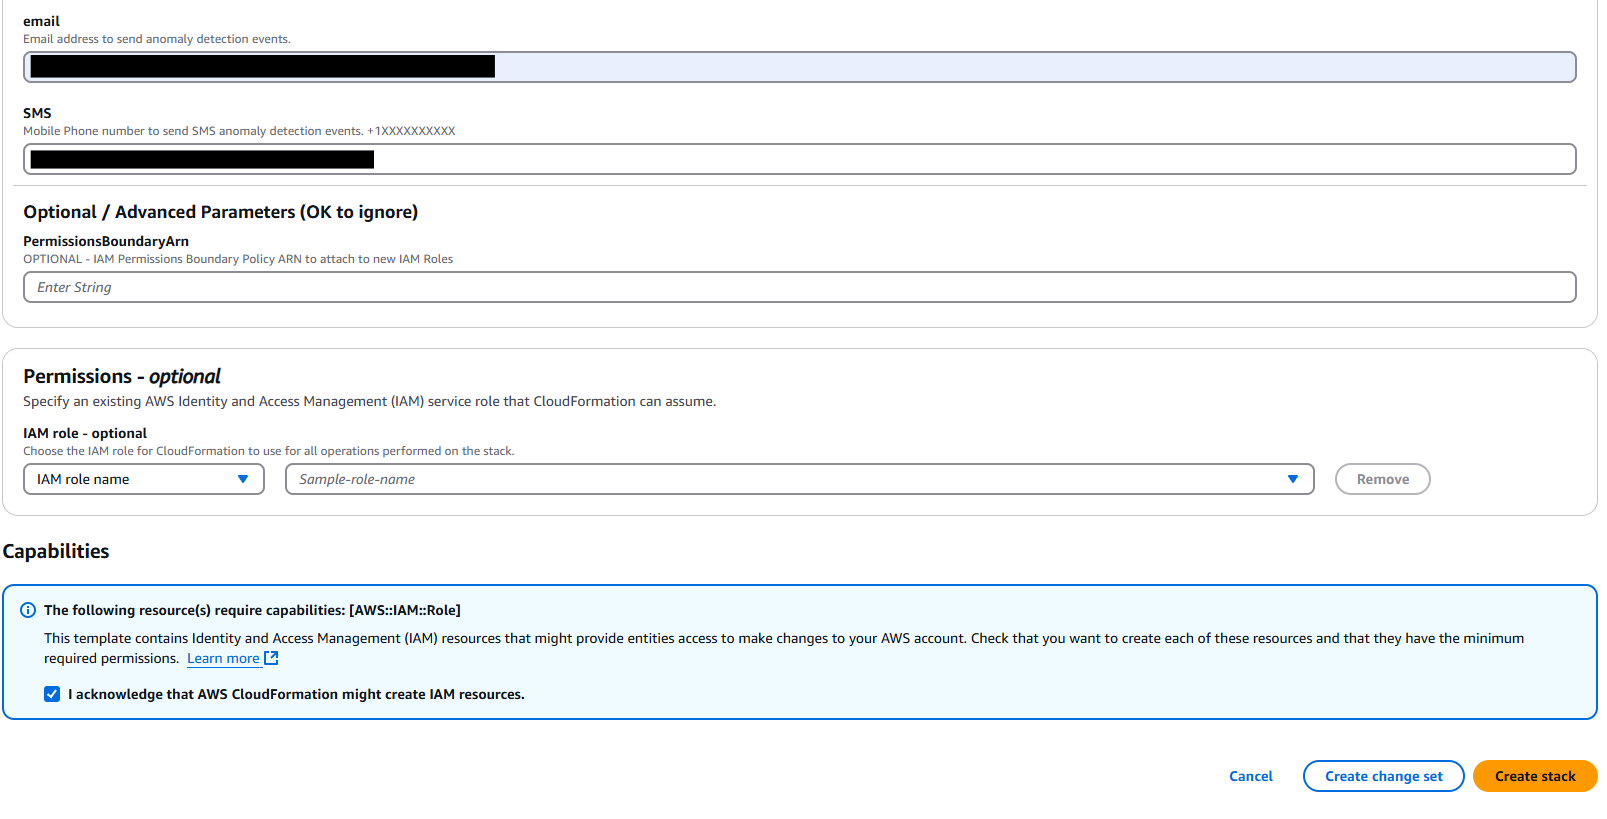 email
Email address to send anomaly detection events.
SMS
Mobile Phone number to send SMS anomaly detection events. +1XXXXXXXXXX
Optional / Advanced Parameters (OK to ignore)
PermissionsBoundaryArn
OPTIONAL - IAM Permissions Boundary Policy ARN to attach to new IAM Roles
Enter String
Permissions - optional
Specify an existing AWS Identity and Access Management (IAM) service role that CloudFormation can assume.
IAM role - optional
Choose the IAM role for CloudFormation to use for all operations performed on the stack.
IAM role name Sample-role-name Remove
Capabilities
The following resource(s) require capabilities: [AWS::IAM::Role]
This template contains Identity and Access Management (IAM) resources that might provide entities access to make changes to your AWS account. Check that you want to create each of these resources and that they have the minimum
required permissions. Learn more
I acknowledge that AWS CloudFormation might create IAM resources.
Cancel Create change set Create stack